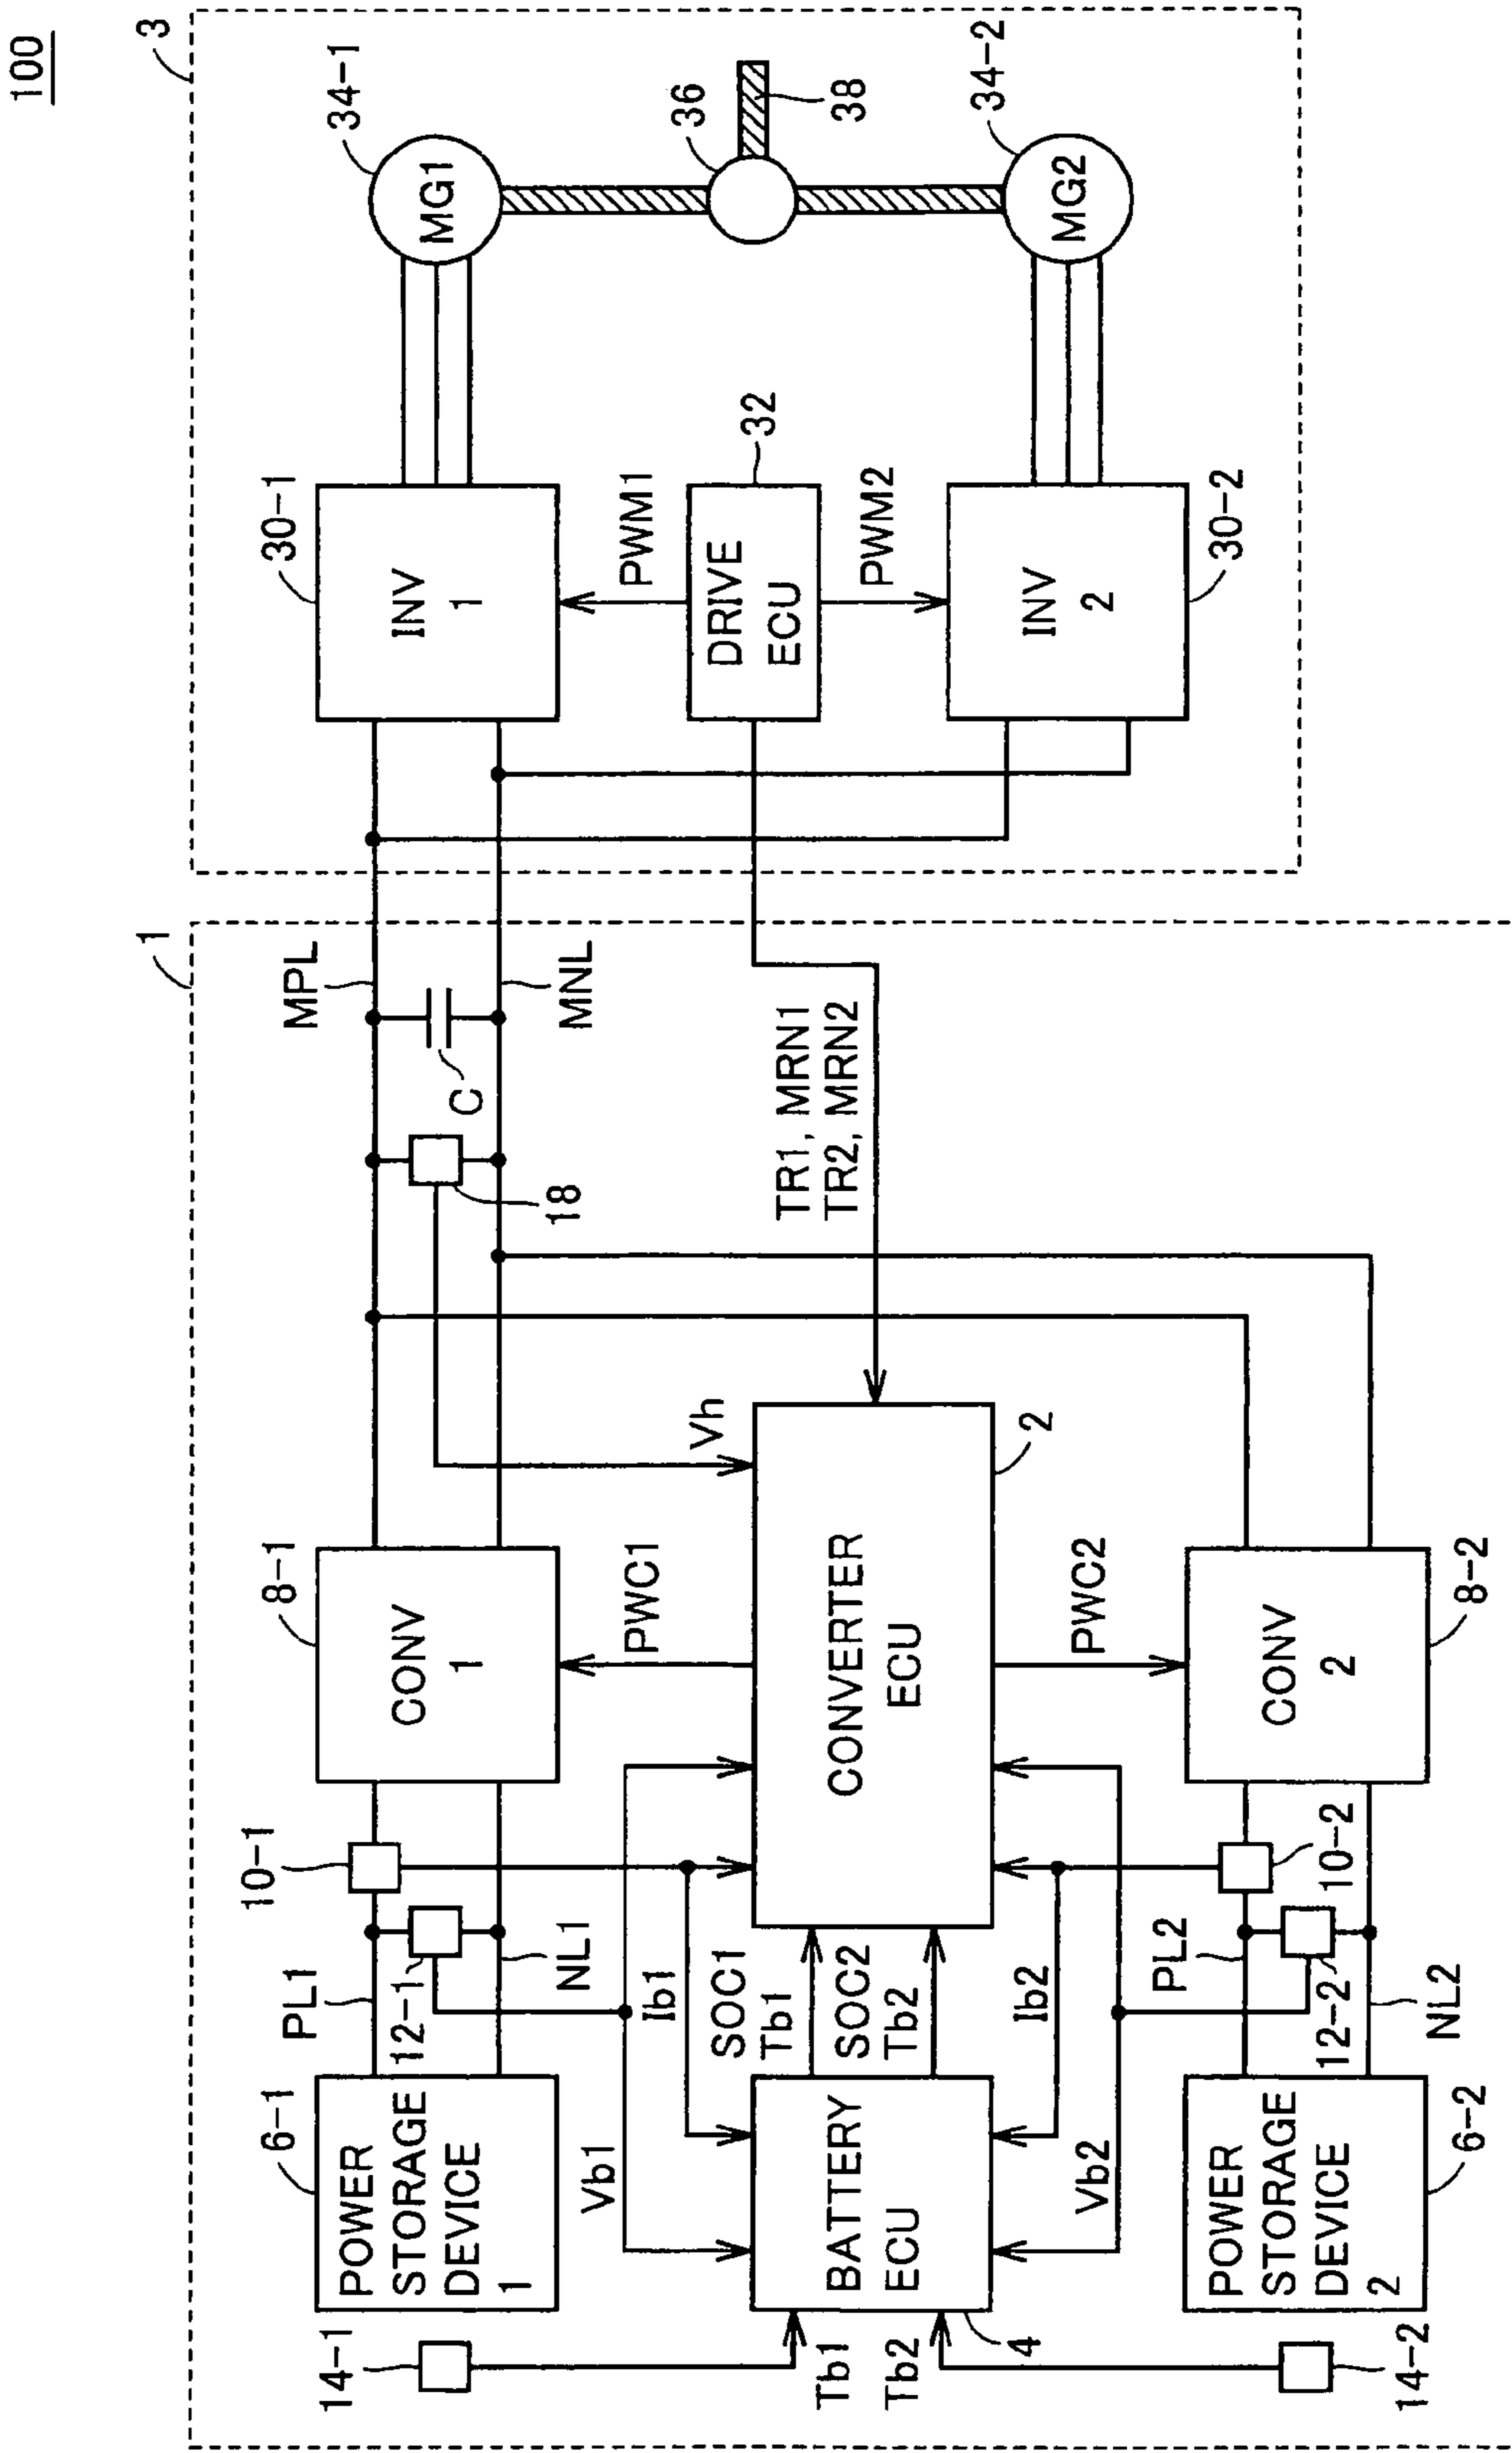 100
3
34-1
MG1
36
38
34-2
MG2
30-1
INV
1
PWM1
32
DRIVE
ECU
PWM2
INV
2
30-2
1
MPL
MNL
C
18
TR1, MRN1
TR2, MRN2
Vh
2
8-1
CONV
1
PWC1
CONVERTER
ECU
PWC2
CONV
2
8-2
10-1
PL1
12-1
NL1
Ib1
SOC1
Tb1
SOC2
Tb2
Ib2
PL2
10-2
12-2
NL2
6-1
POWER
STORAGE
DEVICE
1
Vb1
BATTERY
ECU
Vb2
POWER
STORAGE
DEVICE
2
6-2
14-1
Tb1
Tb2
4
14-2